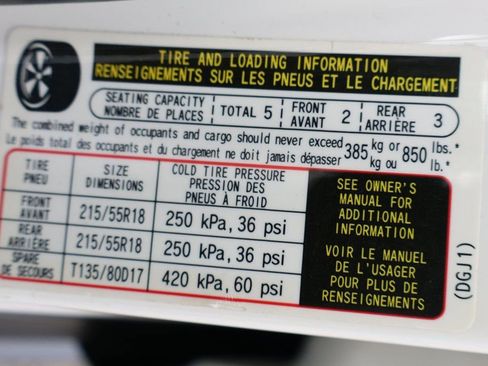 TIRE AND LOADING INFORMATION
RENSEIGNEMENTS SUR LES PNEUS ET LE CHARGEMENT
SEATING CAPACITY
NOMBRE DE PLACES
TOTAL 5
FRONT
AVANT
2
REAR
ARRIÈRE
3
The combined weight of occupants and cargo should never exceed
Le poids total des occupants et du chargement ne doit jamais dépasser
385 kg or/ou 850 lbs.*/lb.*
TIRE
PNEU
SIZE
DIMENSIONS
COLD TIRE PRESSURE
PRESSION DES
PNEUS À FROID
FRONT
AVANT
215/55R18
250 kPa, 36 psi
REAR
ARRIÈRE
215/55R18
250 kPa, 36 psi
SPARE
DE SECOURS
T135/80D17
420 kPa, 60 psi
SEE OWNER'S
MANUAL FOR
ADDITIONAL
INFORMATION
VOIR LE MANUEL
DE L'USAGER
POUR PLUS DE
RENSEIGNEMENTS
(DGJ1)